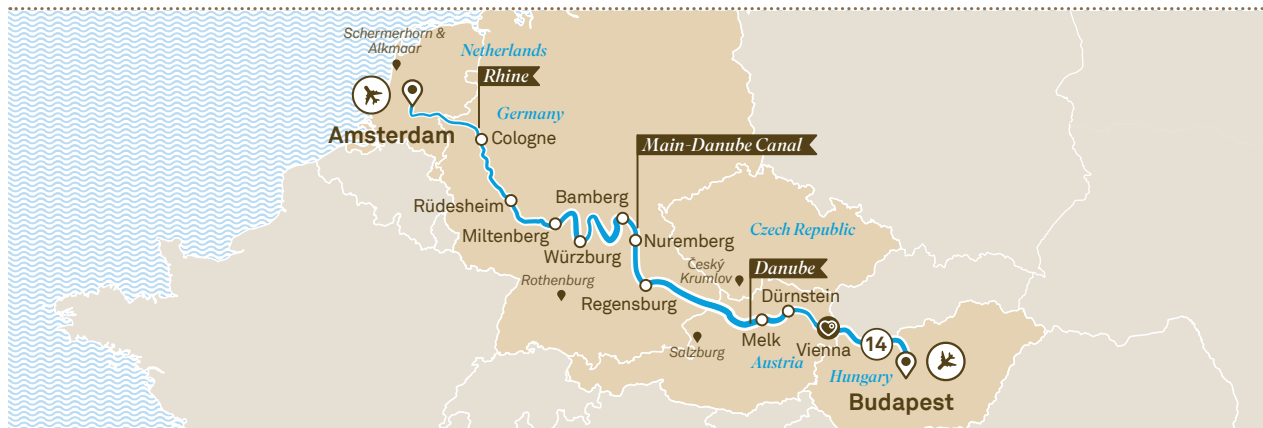 Schermerhorn &
Alkmaar
Netherlands
Rhine
Germany
Amsterdam
Cologne
Main-Danube Canal
Bamberg
Rüdesheim
Miltenberg
Czech Republic
Nuremberg
Würzburg
Český
Krumlov
Danube
Rothenburg
Dürnstein
Regensburg
Melk
Vienna
14
Salzburg
Austria
Hungary
Budapest